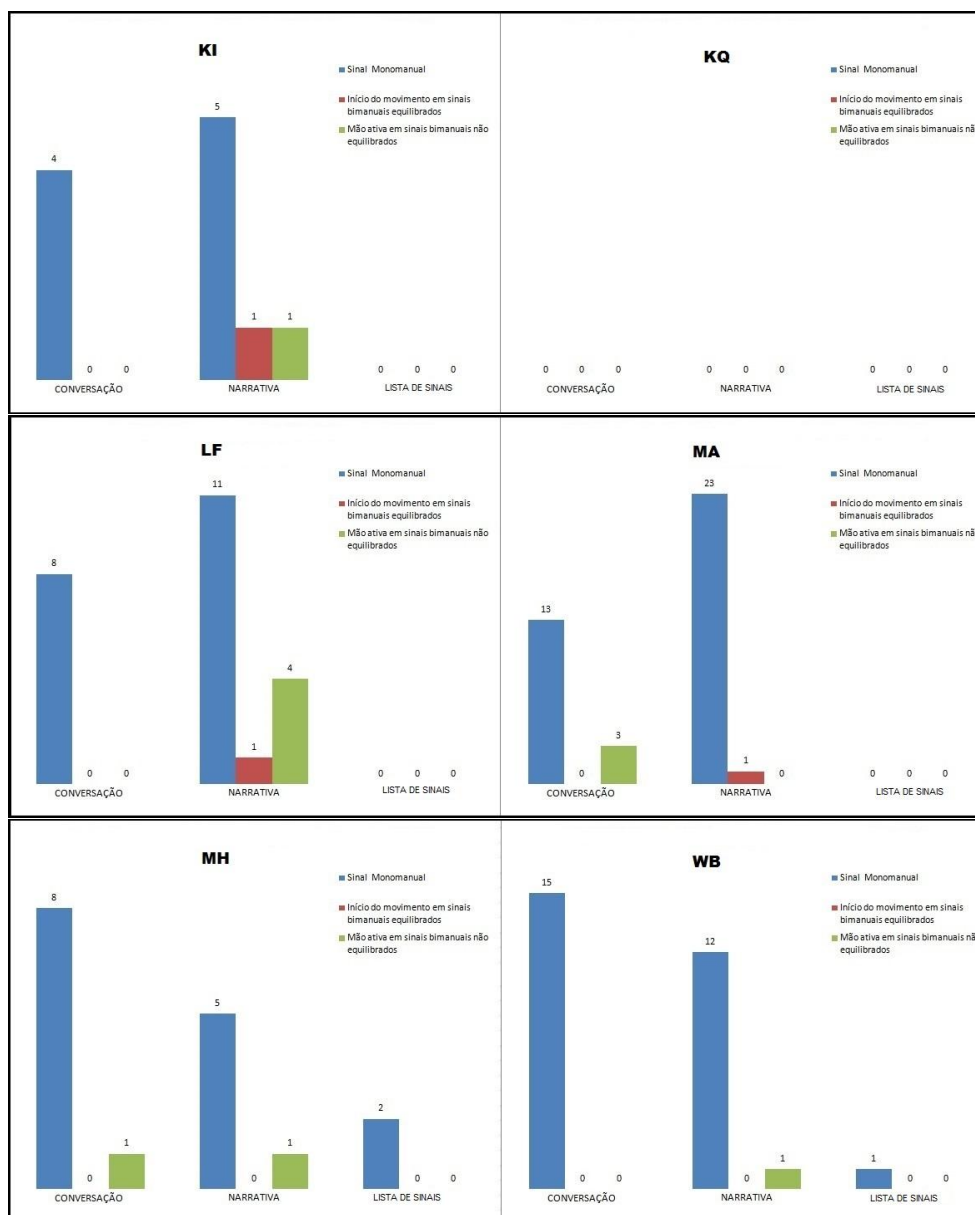 KI
Sinal Monomanual
Início do movimento em sinais
bimanuais equilibrados
Mão ativa em sinais bimanuais não
equilibrados
5
4
1 1
0 0
0 0 0
CONVERSAÇÃO NARRATIVA LISTA DE SINAIS
KQ
Sinal Monomanual
Início do movimento em sinais
bimanuais equilibrados
Mão ativa em sinais bimanuais nã
equilibrados
0 0 0 0 0 0 0 0 0
CONVERSAÇÃO NARRATIVA LISTA DE SINAIS
LF
Sinal Monomanual
Início do movimento em sinais
bimanuais equilibrados
Mão ativa em sinais bimanuais não
equilibrados
11
8
4
1
0 0 0 0 0
CONVERSAÇÃO NARRATIVA LISTA DE SINAIS
MA
Sinal Monomanual
Início do movimento em sinais
bimanuais equilibrados
Mão ativa em sinais bimanuais nã
equilibrados
23
13
3
1
0 0 0 0 0
CONVERSAÇÃO NARRATIVA LISTA DE SINAIS
MH
Sinal Monomanual
Início do movimento em sinais
bimanuais equilibrados
Mão ativa em sinais bimanuais não
equilibrados
8
5
2
1 1
0 0 0 0
CONVERSAÇÃO NARRATIVA LISTA DE SINAIS
WB
Sinal Monomanual
Início do movimento em sinais
bimanuais equilibrados
Mão ativa em sinais bimanuais nã
equilibrados
15
12
1 1
0 0 0 0 0
CONVERSAÇÃO NARRATIVA LISTA DE SINAIS